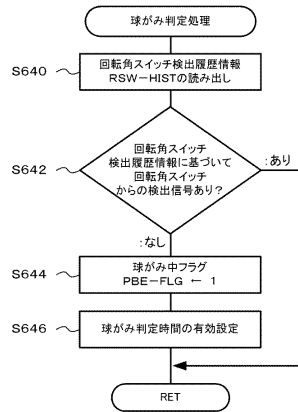 球がみ判定処理
S640
回転角スイッチ検出履歴情報
RSW-HISTの読み出し
S642
回転角スイッチ
検出履歴情報に基づいて
回転角スイッチ
からの検出信号あり?
:あり
:なし
S644
球がみ中フラグ
PBE-FLG ← 1
S646
球がみ判定時間の有効設定
RET